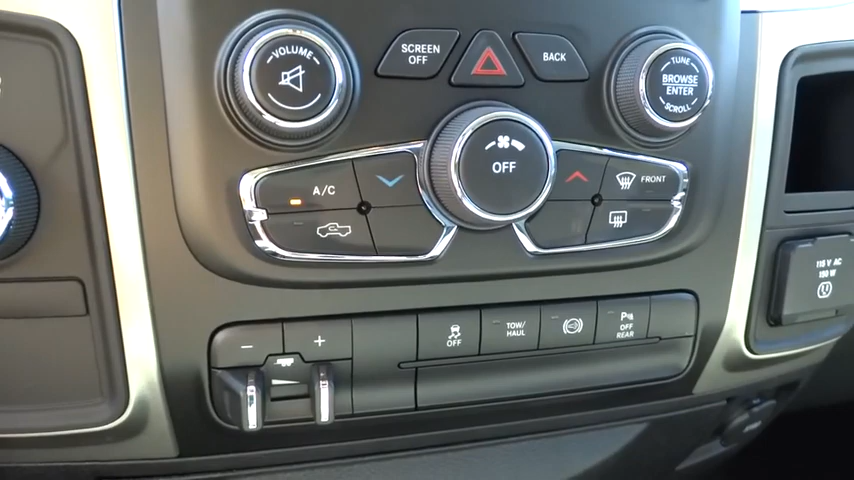 VOLUME
SCREEN
OFF
BACK
TUNE
BROWSE
ENTER
SCROLL
OFF
A/C
FRONT
115 V AC
150 W
−
+
OFF
TOW/
HAUL
P
OFF
REAR